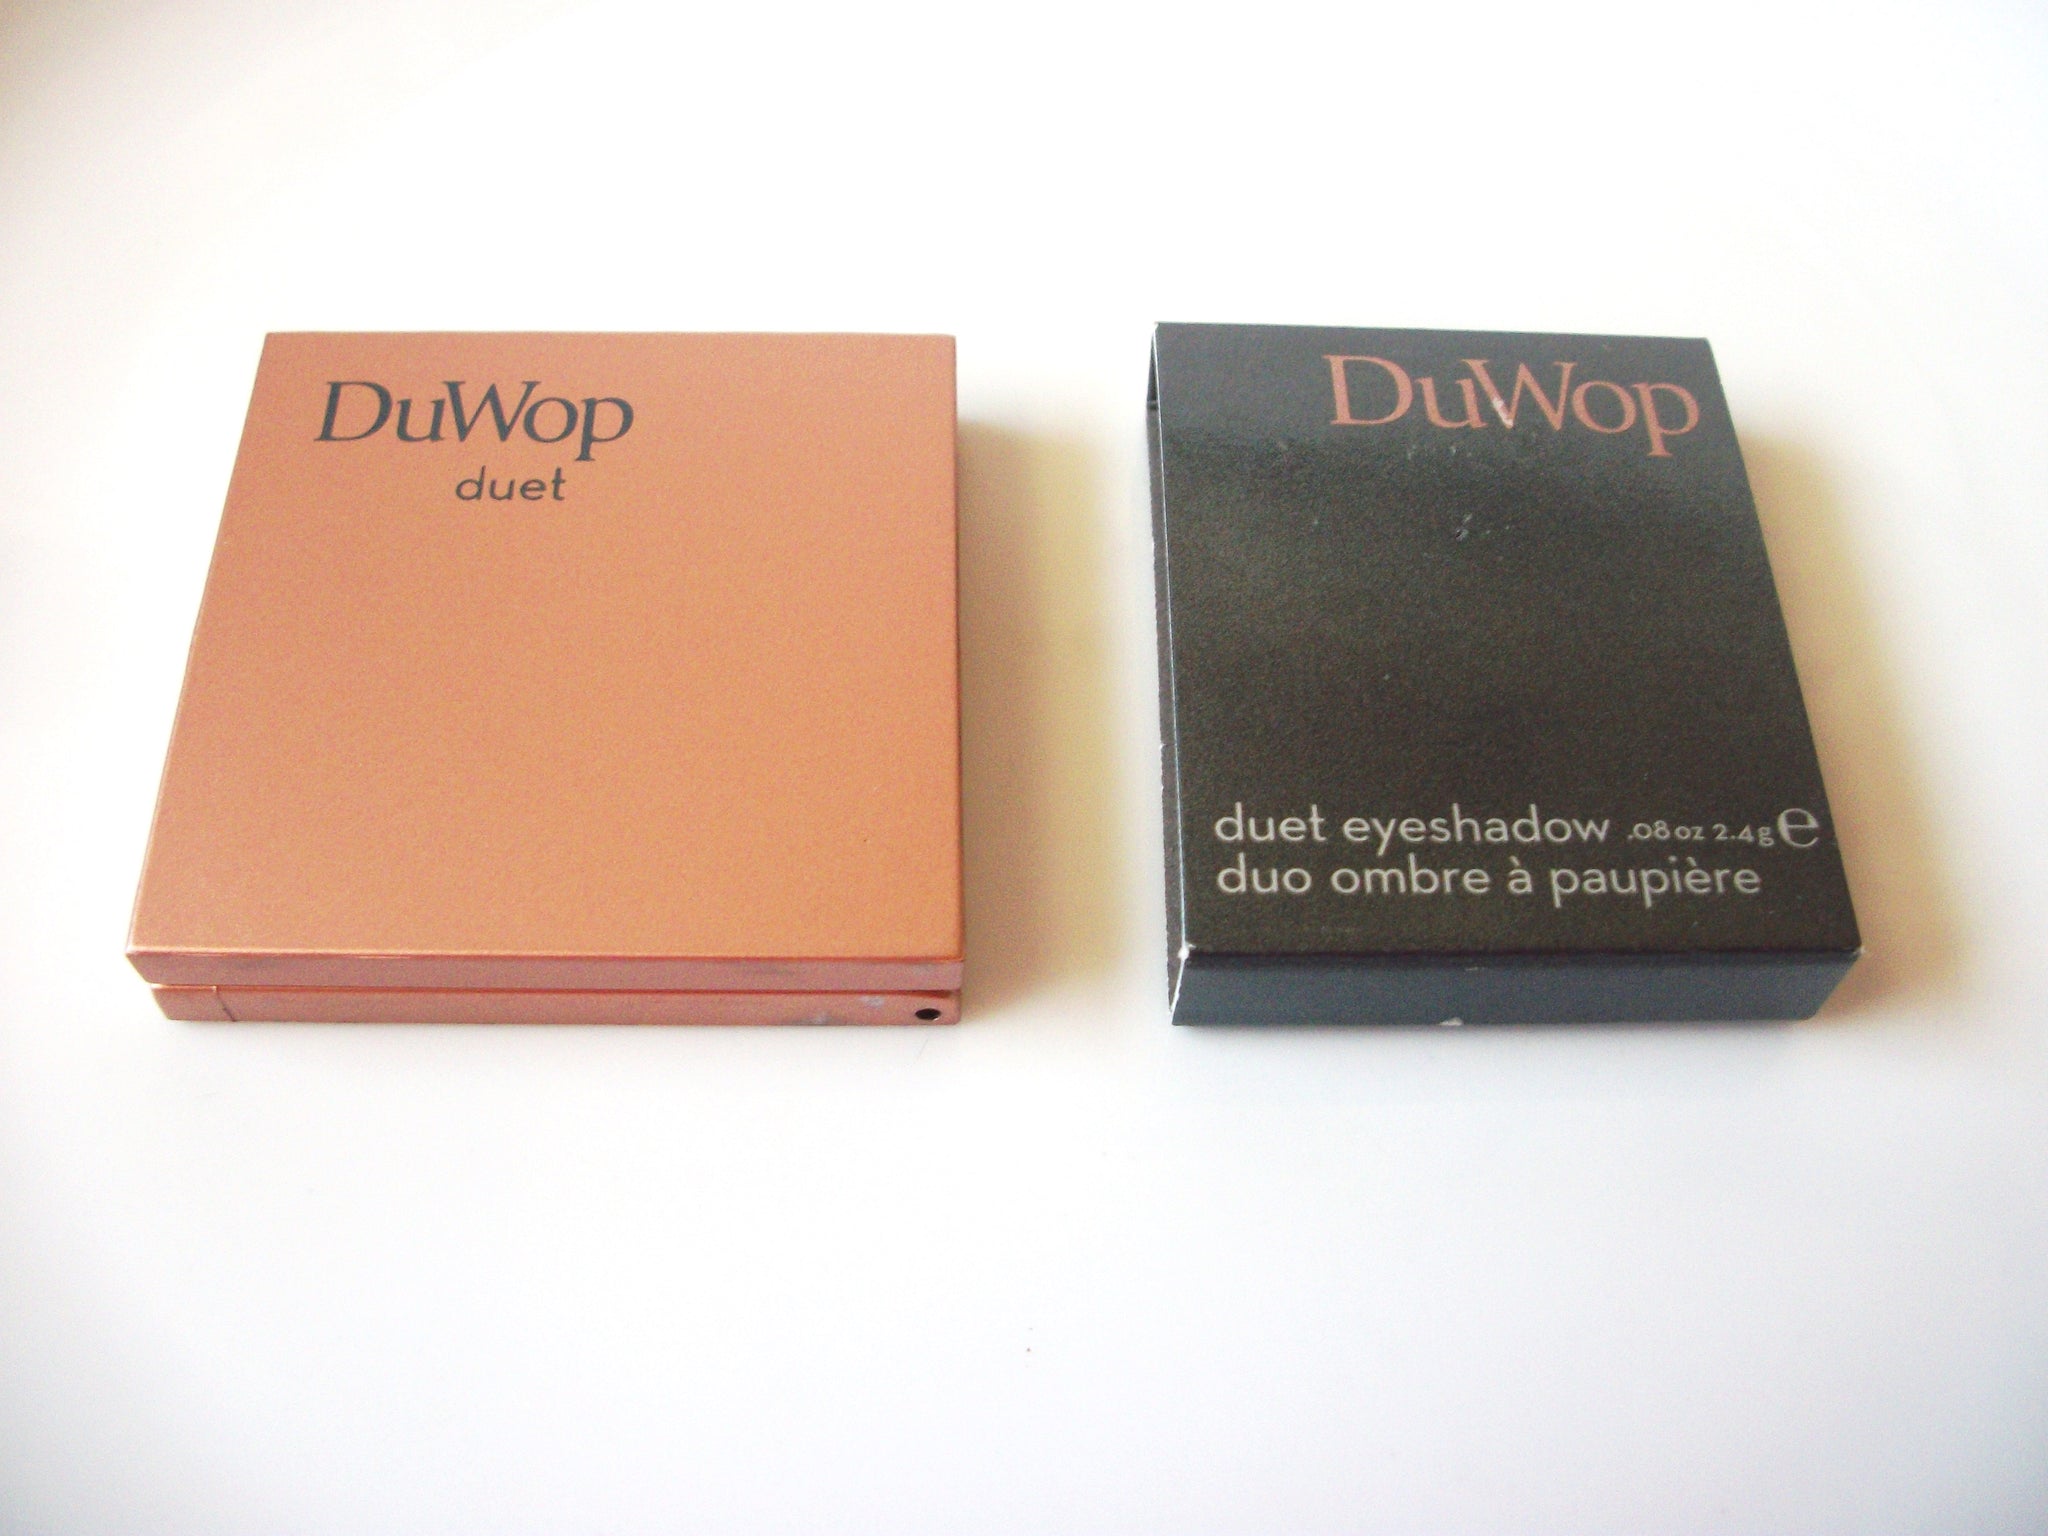 DuWop
duet
DuWop
duet eyeshadow .08 oz 2.4g e
duo ombre à paupière